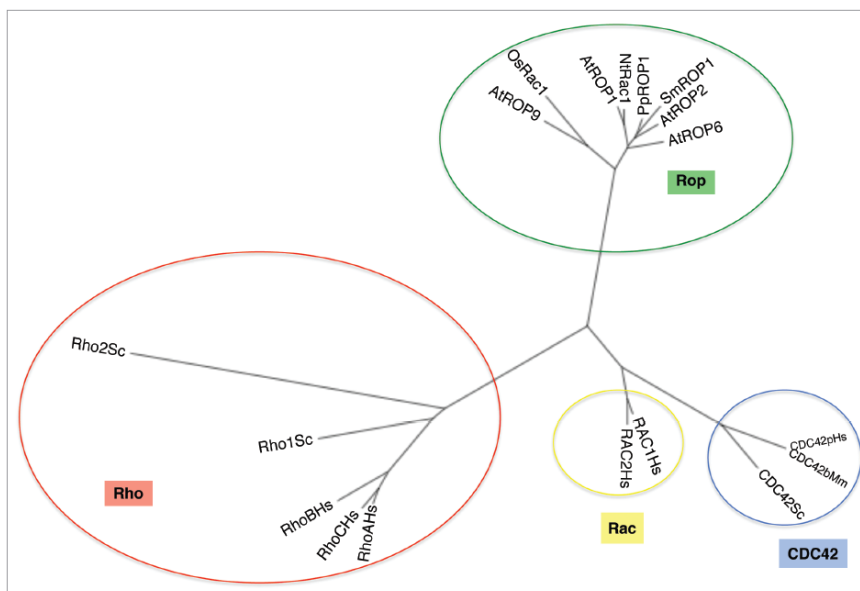 OsRac1
AtROP9
AtROP1
NtRac1
PpROP1
SmROP1
AtROP2
AtROP6
Rop
Rho2Sc
Rho1Sc
RhoBHs
RhoCHs
RhoAHs
Rho
RAC1Hs
RAC2Hs
Rac
CDC42pHs
CDC42bMm
CDC42Sc
CDC42